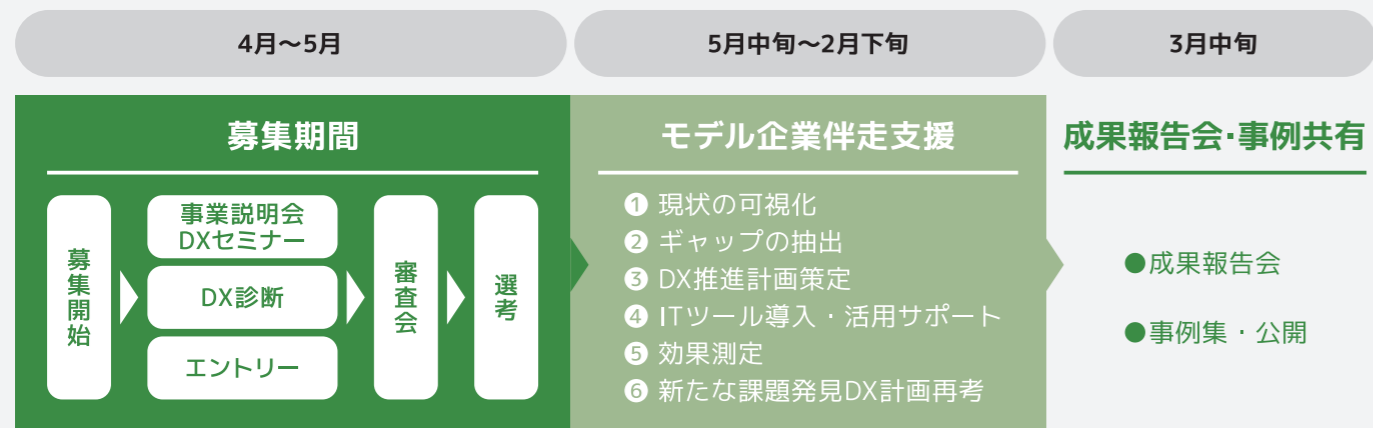 4月〜5月
5月中旬〜2月下旬
3月中旬
募集期間
募集開始
事業説明会
DXセミナー
DX診断
エントリー
審査会
選考
モデル企業伴走支援
❶ 現状の可視化
❷ ギャップの抽出
❸ DX推進計画策定
❹ ITツール導入・活用サポート
❺ 効果測定
❻ 新たな課題発見DX計画再考
成果報告会・事例共有
●成果報告会
●事例集・公開